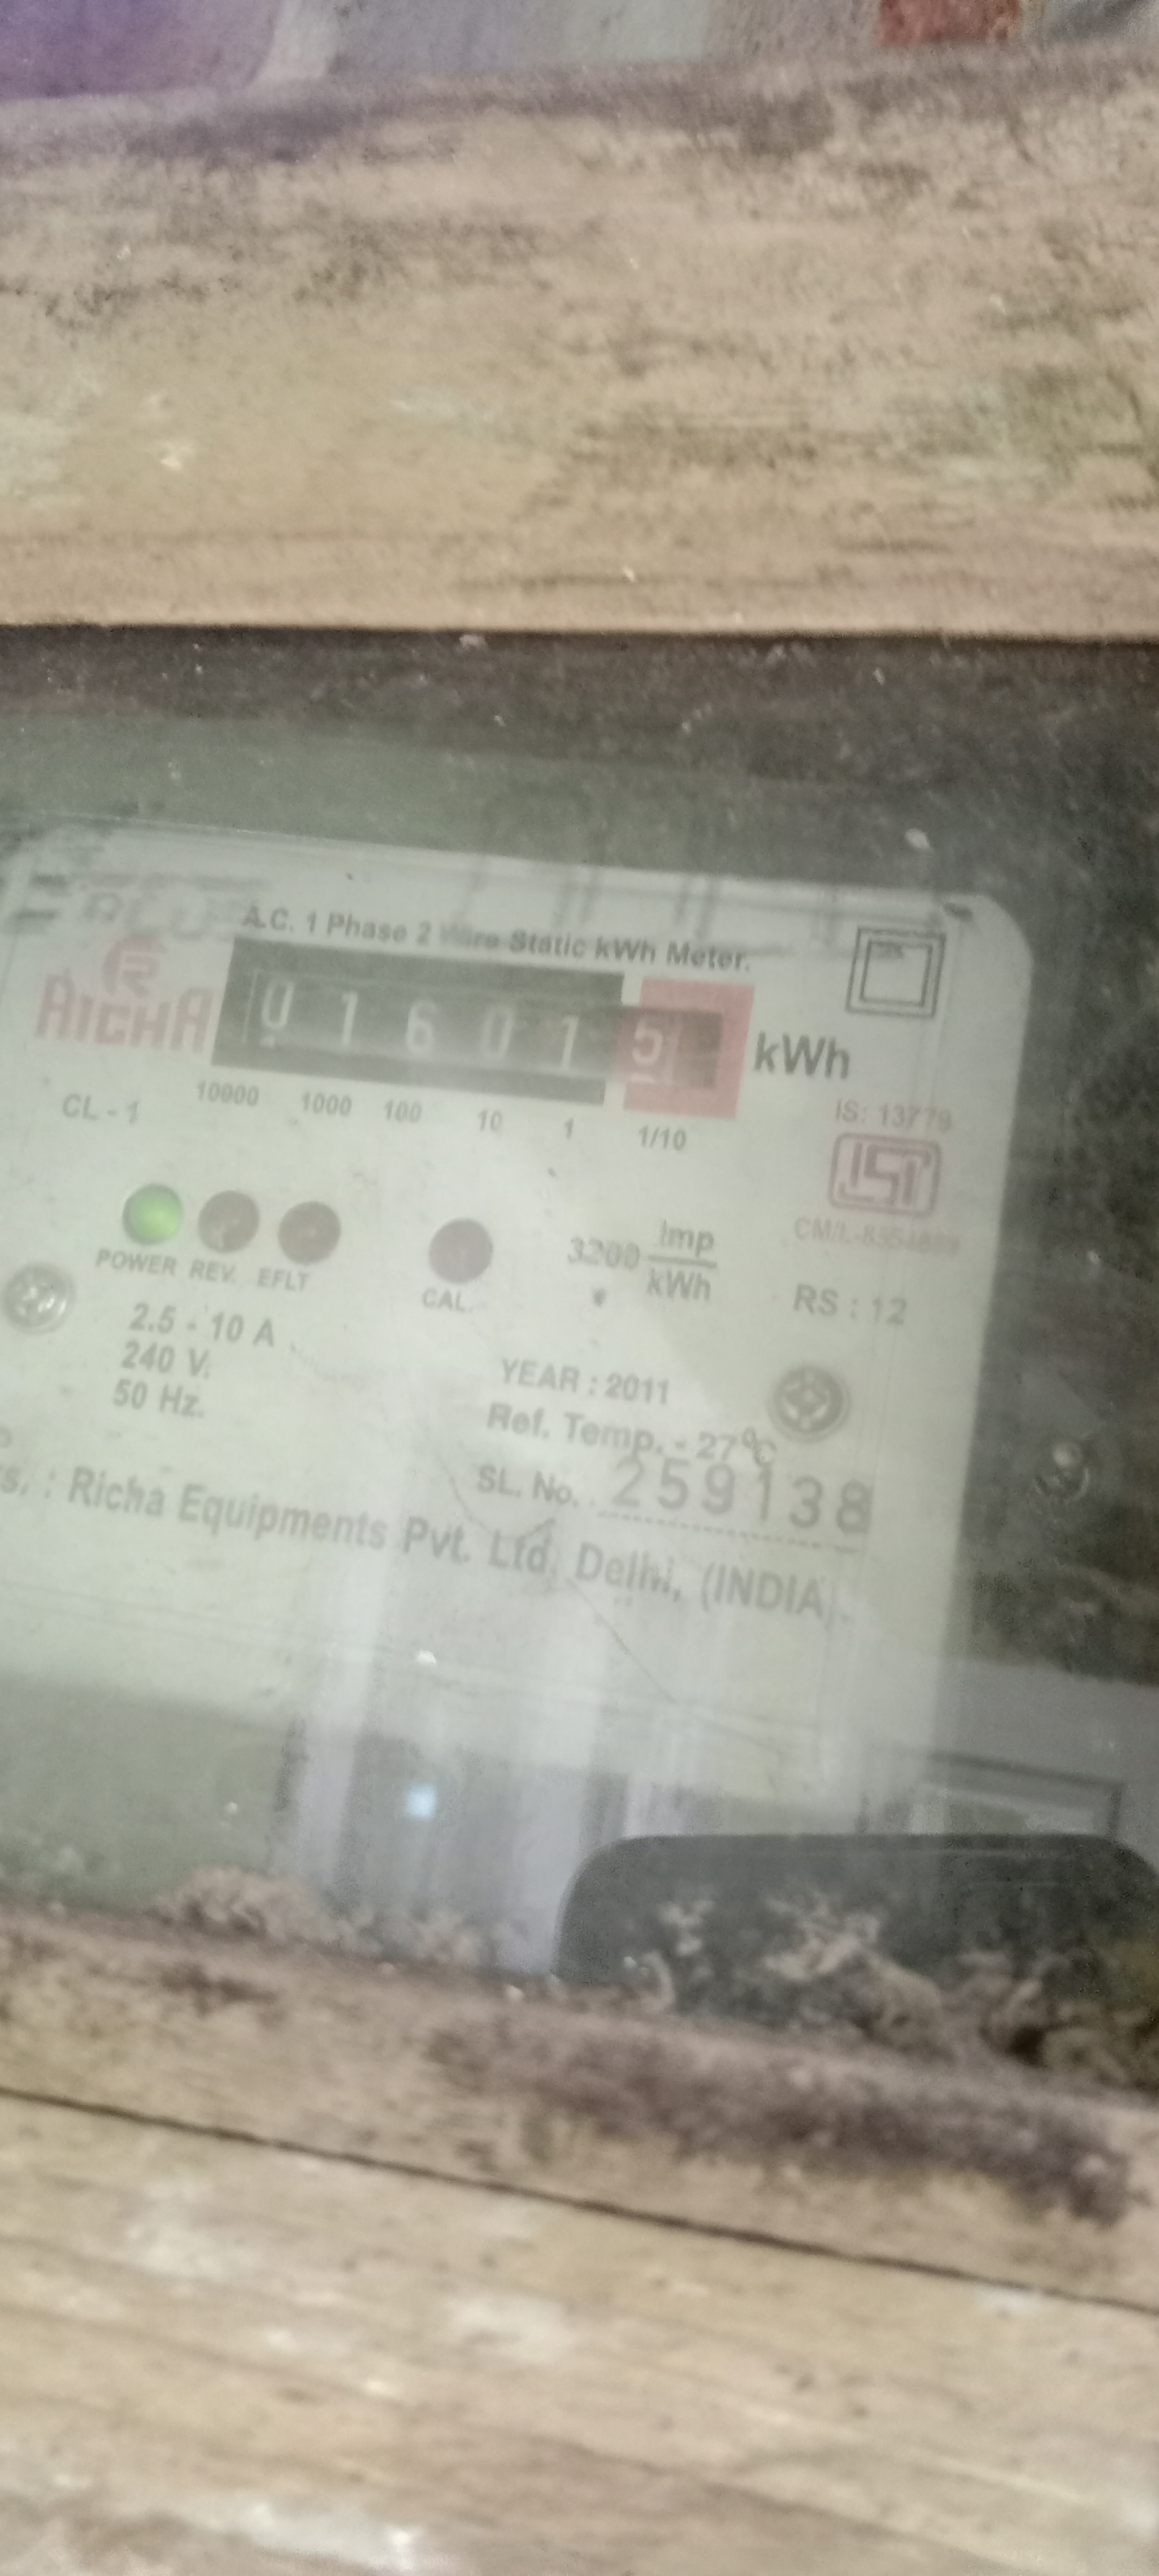 A.C. 1 Phase 2 Wire Static kWh Meter.
RICHA
0 1 6 0 1 5 kWh
10000 1000 100 10 1 1/10
CL - 1
IS: 13779
ISI
POWER REV. EFLT
CAL.
3200 Imp
kWh
RS : 12
2.5 - 10 A
240 V.
50 Hz.
YEAR : 2011
Ref. Temp. - 27°C
SL. No. 259138
s. : Richa Equipments Pvt. Ltd. Delhi, (INDIA).